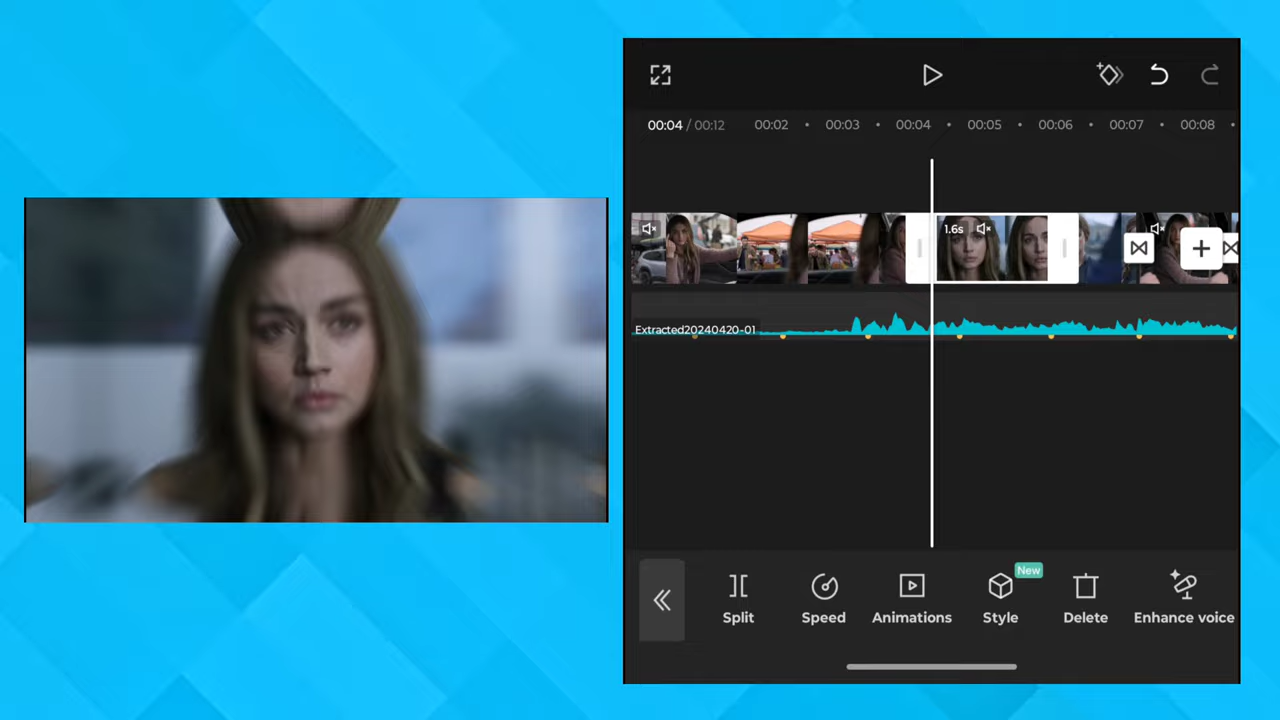 00:04 / 00:12 00:02 00:03 00:04 00:05 00:06 00:07 00:08
1.6s
Extracted20240420-01
New
Split Speed Animations Style Delete Enhance voice